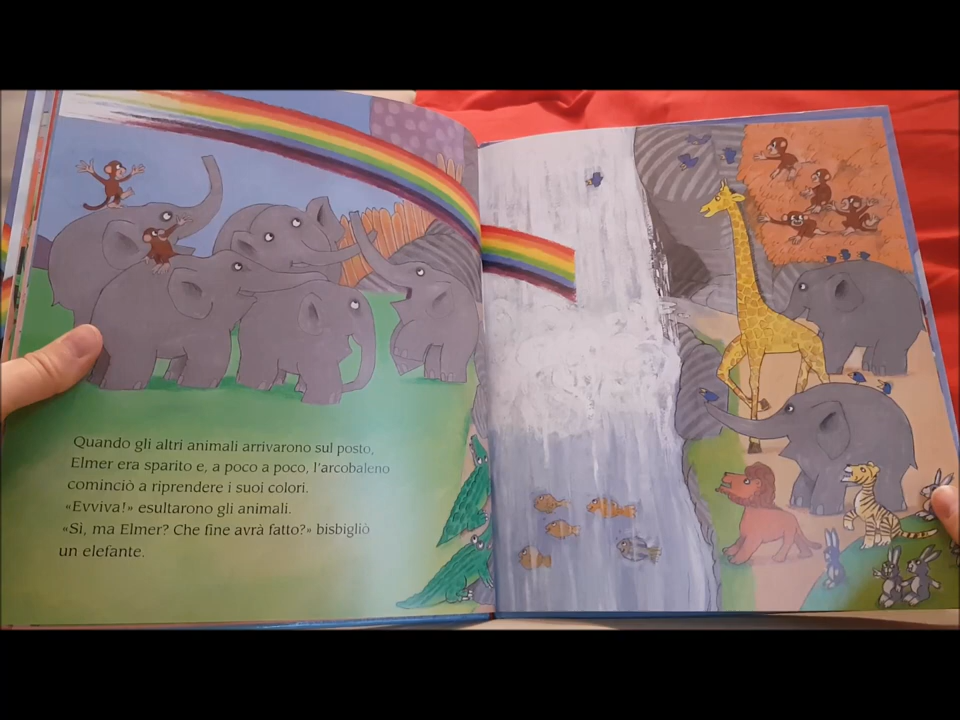 Quando gli altri animali arrivarono sul posto,
Elmer era sparito e, a poco a poco, l'arcobaleno
cominciò a riprendere i suoi colori.
«Evviva!» esultarono gli animali.
«Sì, ma Elmer? Che fine avrà fatto?» bisbigliò
un elefante.